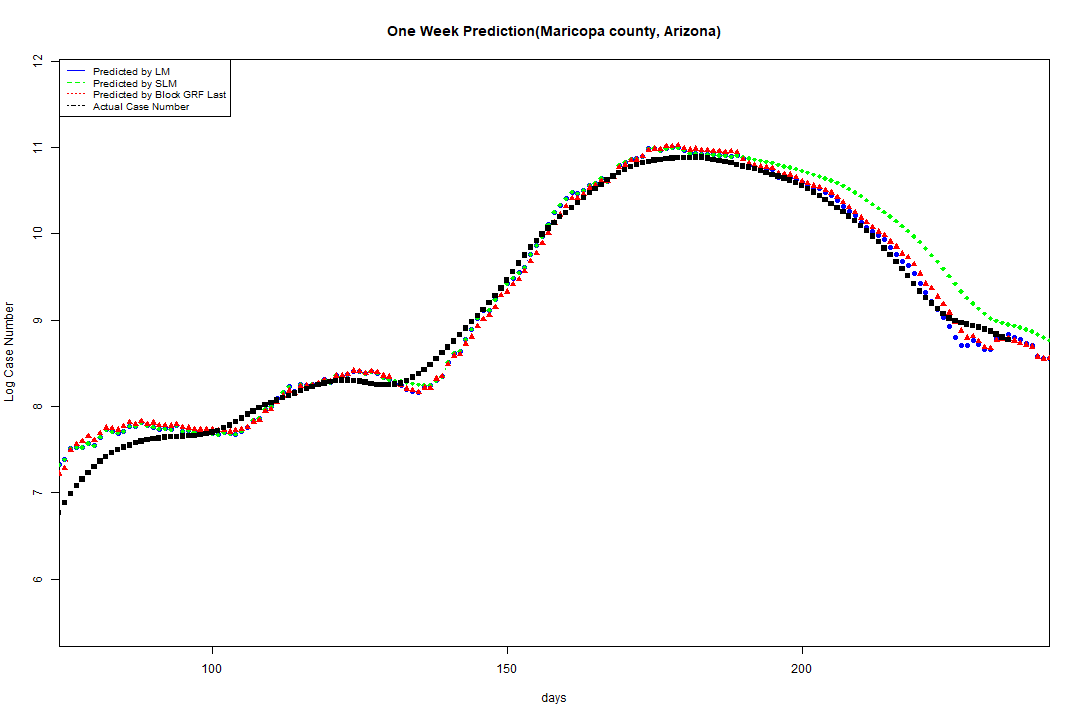 One Week Prediction(Maricopa county, Arizona)
Predicted by LM
Predicted by SLM
Predicted by Block GRF Last
Actual Case Number
12
11
10
9
8
7
6
Log Case Number
100
150
200
days